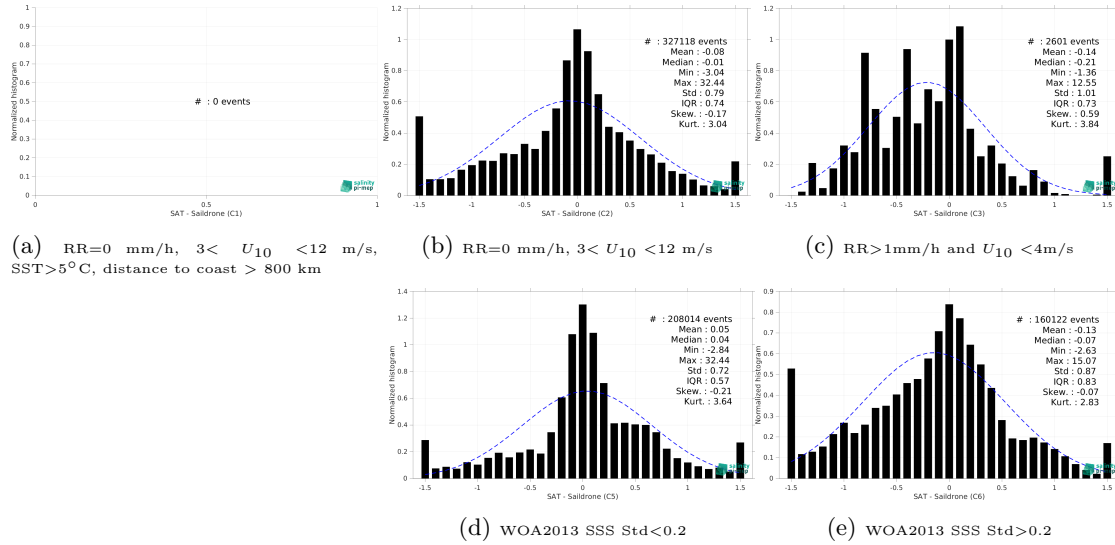 1
0.9
0.8
0.7
0.6
0.5
0.4
0.3
0.2
0.1
0
Normalized histogram
# : 0 events
salinity
pi-mep
0 0.5 1
SAT - Saildrone (C1)
(a) RR=0 mm/h, 3< U10 <12 m/s,
SST>5°C, distance to coast > 800 km
1.2
1
0.8
0.6
0.4
0.2
0
Normalized histogram
# : 327118 events
Mean : -0.08
Median : -0.01
Min : -3.04
Max : 32.44
Std : 0.79
IQR : 0.74
Skew. : -0.17
Kurt. : 3.04
salinity
pi-mep
-1.5 -1 -0.5 0 0.5 1 1.5
SAT - Saildrone (C2)
(b) RR=0 mm/h, 3< U10 <12 m/s
1.2
1
0.8
0.6
0.4
0.2
0
Normalized histogram
# : 2601 events
Mean : -0.14
Median : -0.21
Min : -1.36
Max : 12.55
Std : 1.01
IQR : 0.73
Skew. : 0.59
Kurt. : 3.84
salinity
pi-mep
-1.5 -1 -0.5 0 0.5 1 1.5
SAT - Saildrone (C3)
(c) RR>1mm/h and U10 <4m/s
1.4
1.2
1
0.8
0.6
0.4
0.2
0
Normalized histogram
# : 208014 events
Mean : 0.05
Median : 0.04
Min : -2.84
Max : 32.44
Std : 0.72
IQR : 0.57
Skew. : -0.21
Kurt. : 3.64
salinity
pi-mep
-1.5 -1 -0.5 0 0.5 1 1.5
SAT - Saildrone (C5)
(d) WOA2013 SSS Std<0.2
0.9
0.8
0.7
0.6
0.5
0.4
0.3
0.2
0.1
0
Normalized histogram
# : 160122 events
Mean : -0.13
Median : -0.07
Min : -2.63
Max : 15.07
Std : 0.87
IQR : 0.83
Skew. : -0.07
Kurt. : 2.83
salinity
pi-mep
-1.5 -1 -0.5 0 0.5 1 1.5
SAT - Saildrone (C6)
(e) WOA2013 SSS Std>0.2